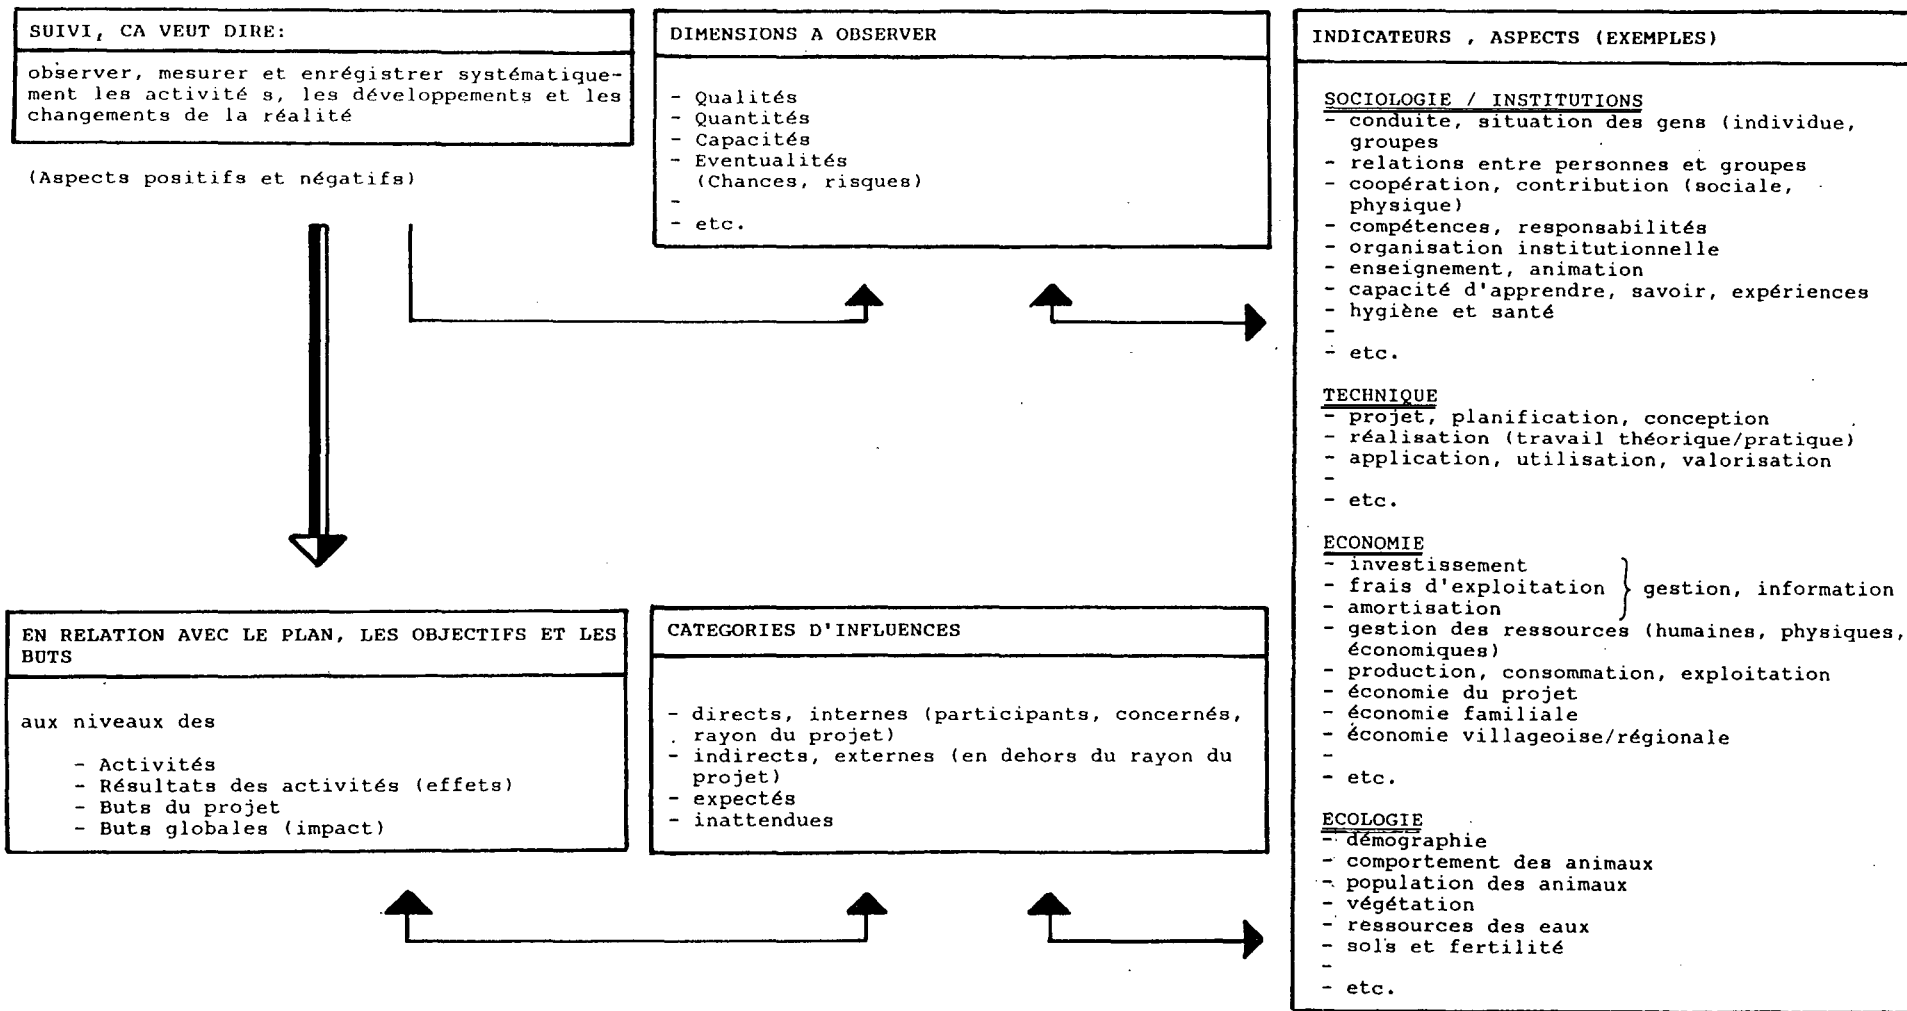 SUIVI, CA VEUT DIRE:
observer, mesurer et enrégistrer systématique-
ment les activité s, les développements et les
changements de la réalité
(Aspects positifs et négatifs)
DIMENSIONS A OBSERVER
- Qualités
- Quantités
- Capacités
- Eventualités
(Chances, risques)
-
- etc.
EN RELATION AVEC LE PLAN, LES OBJECTIFS ET LES
BUTS
aux niveaux des
- Activités
- Résultats des activités (effets)
- Buts du projet
- Buts globales (impact)
CATEGORIES D'INFLUENCES
- directs, internes (participants, concernés,
rayon du projet)
- indirects, externes (en dehors du rayon du
projet)
- expectés
- inattendues
INDICATEURS , ASPECTS (EXEMPLES)
SOCIOLOGIE / INSTITUTIONS
- conduite, situation des gens (individue,
groupes
- relations entre personnes et groupes
- coopération, contribution (sociale,
physique)
- compétences, responsabilités
- organisation institutionnelle
- enseignement, animation
- capacité d'apprendre, savoir, expériences
- hygiène et santé
-
- etc.
TECHNIQUE
- projet, planification, conception
- réalisation (travail théorique/pratique)
- application, utilisation, valorisation
-
- etc.
ECONOMIE
- investissement
- frais d'exploitation } gestion, information
- amortisation
- gestion des ressources (humaines, physiques,
économiques)
- production, consommation, exploitation
- économie du projet
- économie familiale
- économie villageoise/régionale
-
- etc.
ECOLOGIE
- démographie
- comportement des animaux
- population des animaux
- végétation
- ressources des eaux
- sols et fertilité
-
- etc.